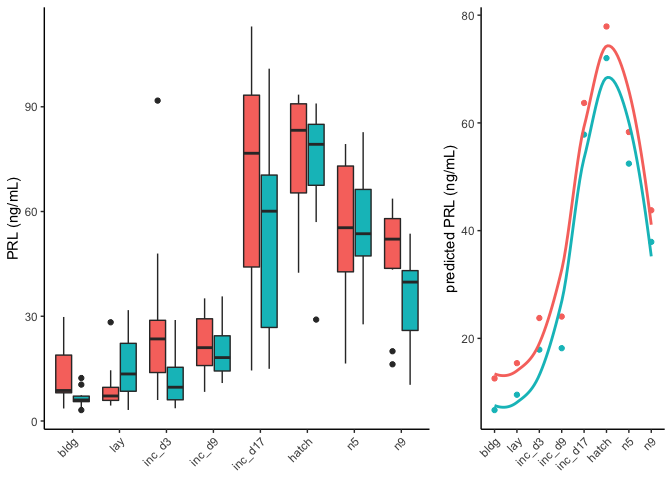 PRL (ng/mL)
90
60
30
0
bldg
lay
inc_d3
inc_d9
inc_d17
hatch
n5
n9
predicted PRL (ng/mL)
80
60
40
20
bldg
lay
inc_d3
inc_d9
inc_d17
hatch
n5
n9